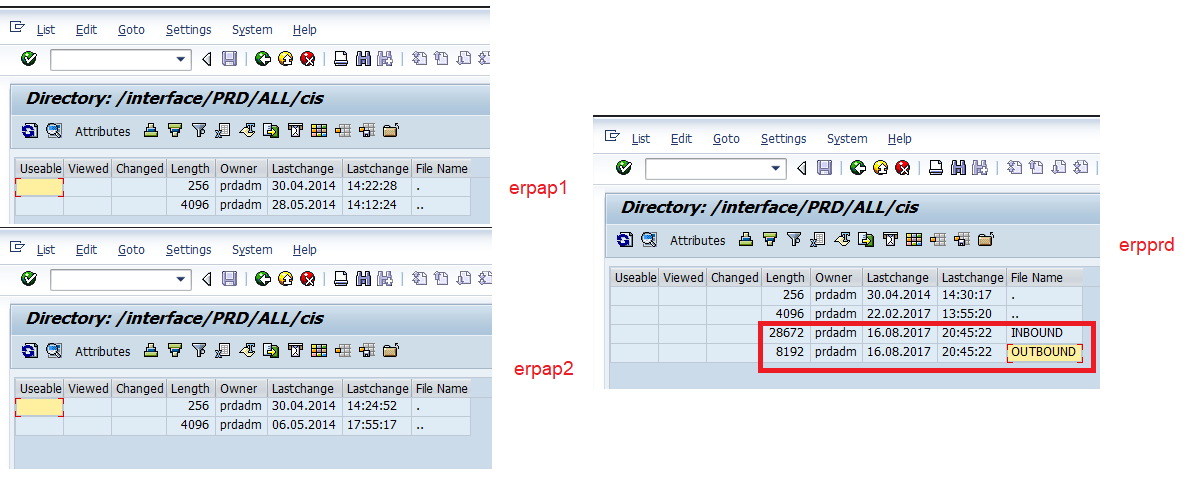 List Edit Goto Settings System Help
Directory: /interface/PRD/ALL/cis
Attributes
Useable Viewed Changed Length Owner Lastchange Lastchange File Name
256 prdadm 30.04.2014 14:22:28 .
4096 prdadm 28.05.2014 14:12:24 ..
erpap1
List Edit Goto Settings System Help
Directory: /interface/PRD/ALL/cis
Attributes
Useable Viewed Changed Length Owner Lastchange Lastchange File Name
256 prdadm 30.04.2014 14:24:52 .
4096 prdadm 06.05.2014 17:55:17 ..
erpap2
List Edit Goto Settings System Help
Directory: /interface/PRD/ALL/cis
Attributes
Useable Viewed Changed Length Owner Lastchange Lastchange File Name
256 prdadm 30.04.2014 14:30:17 .
4096 prdadm 22.02.2017 13:55:20 ..
28672 prdadm 16.08.2017 20:45:22 INBOUND
8192 prdadm 16.08.2017 20:45:22 OUTBOUND
erpprd